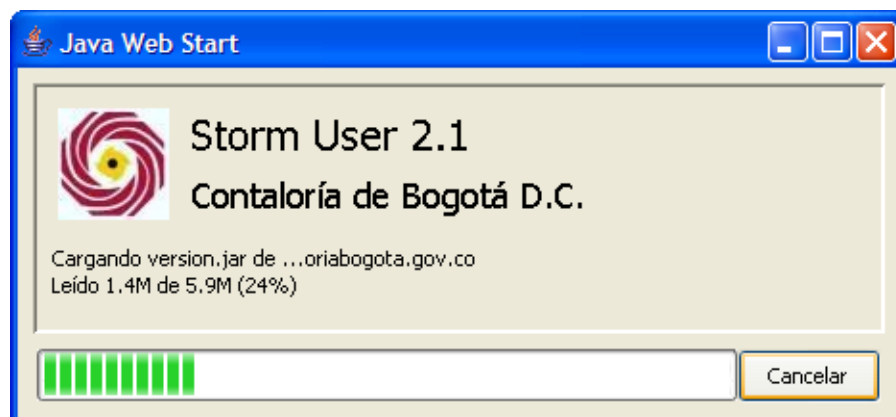 Java Web Start
Storm User 2.1
Contaloría de Bogotá D.C.
Cargando version.jar de ...oriabogota.gov.co
Leído 1.4M de 5.9M (24%)
Cancelar